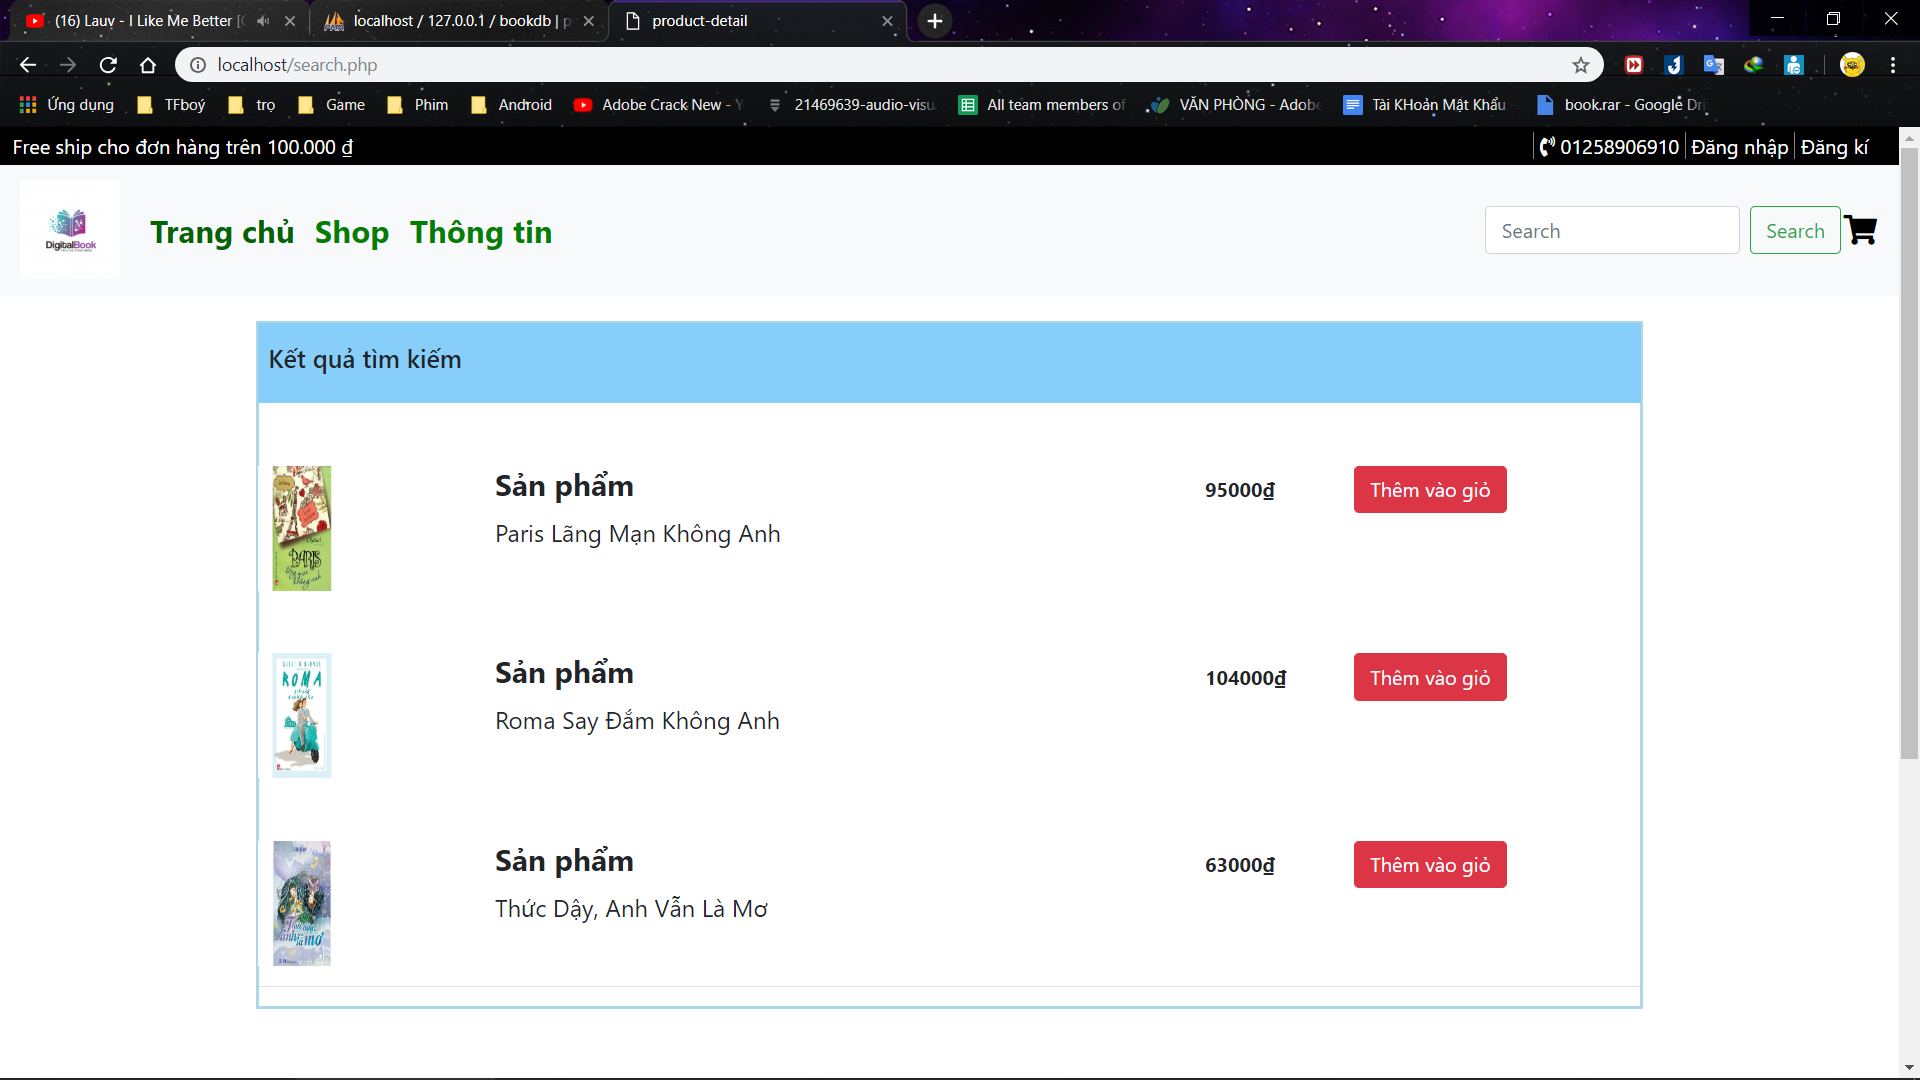 (16) Lauv - I Like Me Better [
localhost / 127.0.0.1 / bookdb | p
product-detail
localhost/search.php
Ứng dụng TFboý trọ Game Phim Android Adobe Crack New - Y 21469639-audio-visu All team members of VĂN PHÒNG - Adobe Tài KHoản Mật Khẩu book.rar - Google Dri
Free ship cho đơn hàng trên 100.000 ₫
01258906910 Đăng nhập Đăng kí
DigitalBook
Trang chủ Shop Thông tin
Search Search
Kết quả tìm kiếm
Sản phẩm 95000₫ Thêm vào giỏ
Paris Lãng Mạn Không Anh
PARIS
Sản phẩm 104000₫ Thêm vào giỏ
ROMA
Roma Say Đắm Không Anh
Sản phẩm 63000₫ Thêm vào giỏ
Thức Dậy, Anh Vẫn Là Mơ